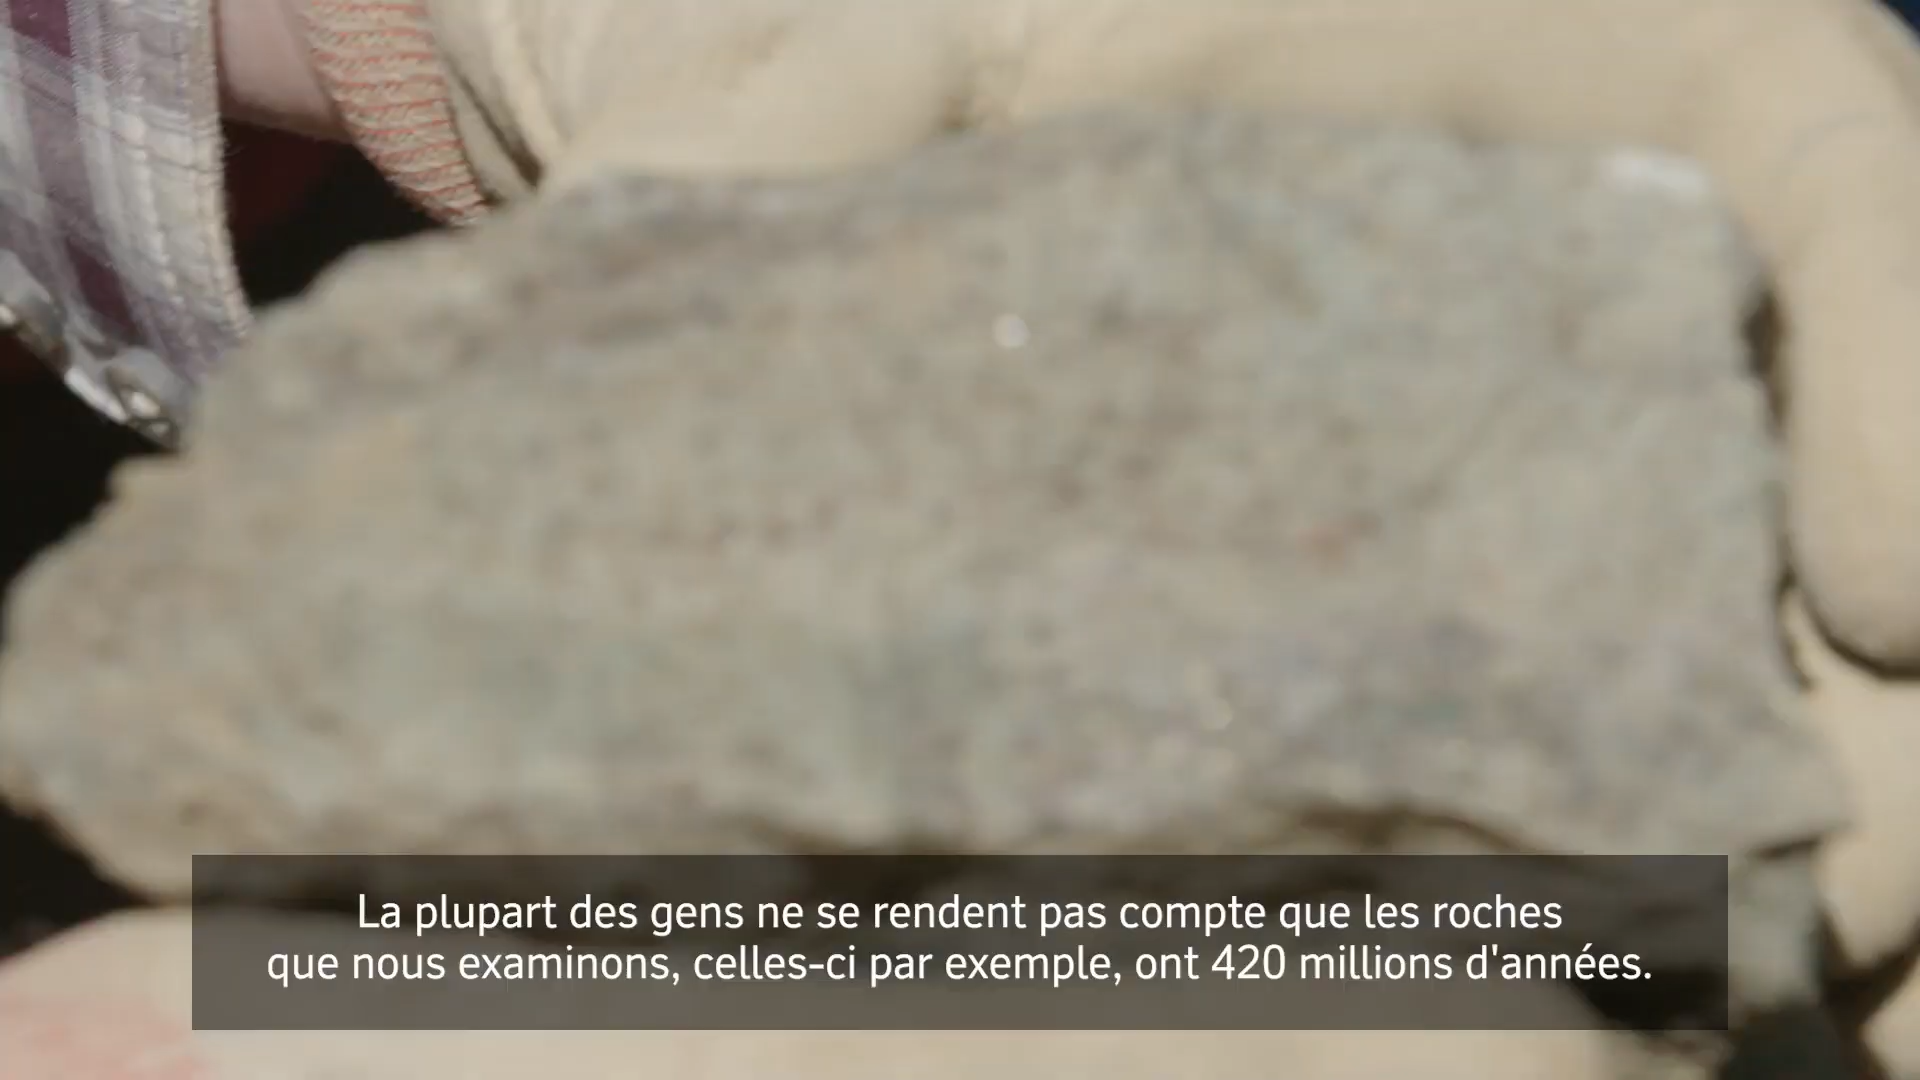 La plupart des gens ne se rendent pas compte que les roches
que nous examinons, celles-ci par exemple, ont 420 millions d'années.